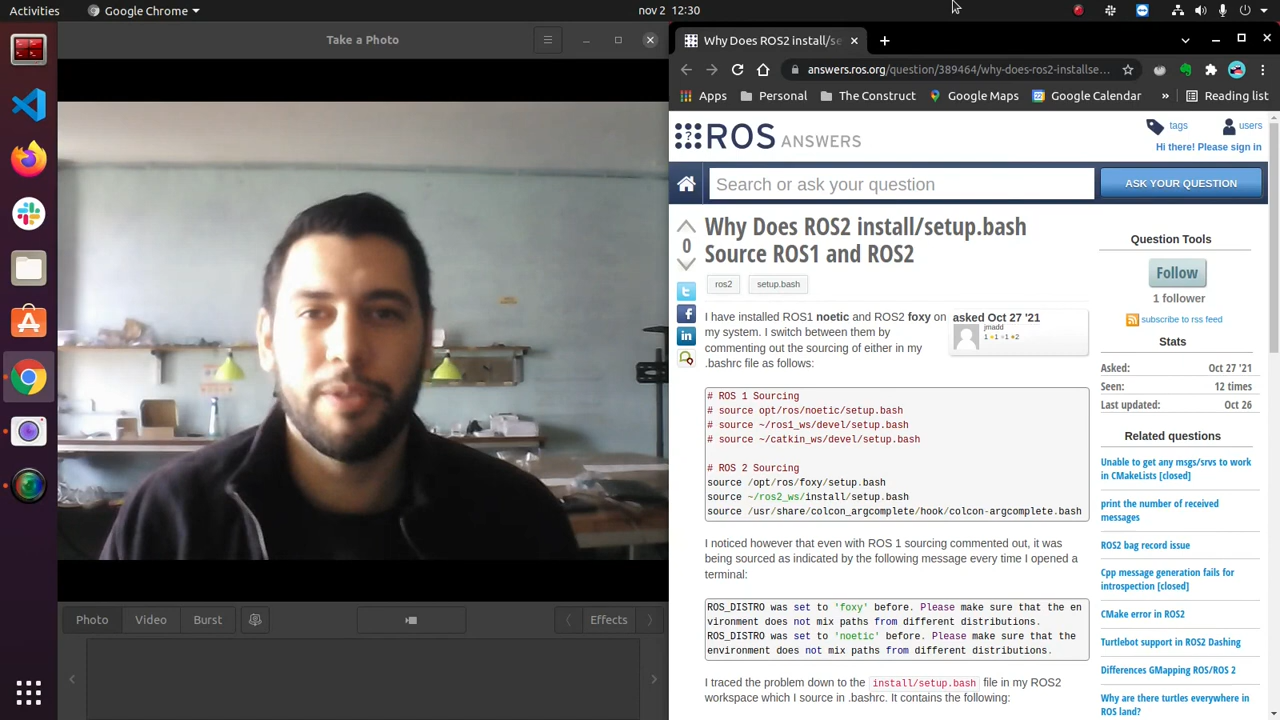 Activities
Google Chrome
nov 2 12:30
Take a Photo
Photo
Video
Burst
Effects
Why Does ROS2 install/se
answers.ros.org/question/389464/why-does-ros2-installse…
Apps
Personal
The Construct
Google Maps
Google Calendar
»
Reading list
ROS ANSWERS
tags
users
Hi there! Please sign in
Search or ask your question
ASK YOUR QUESTION
Why Does ROS2 install/setup.bash
Source ROS1 and ROS2
0
ros2
setup.bash
I have installed ROS1 noetic and ROS2 foxy on
my system. I switch between them by
commenting out the sourcing of either in my
.bashrc file as follows:
asked Oct 27 '21
jmadd
1 1 1 2
# ROS 1 Sourcing
# source opt/ros/noetic/setup.bash
# source ~/ros1_ws/devel/setup.bash
# source ~/catkin_ws/devel/setup.bash
# ROS 2 Sourcing
source /opt/ros/foxy/setup.bash
source ~/ros2_ws/install/setup.bash
source /usr/share/colcon_argcomplete/hook/colcon-argcomplete.bash
I noticed however that even with ROS 1 sourcing commented out, it was
being sourced as indicated by the following message every time I opened a
terminal:
ROS_DISTRO was set to 'foxy' before. Please make sure that the en
vironment does not mix paths from different distributions.
ROS_DISTRO was set to 'noetic' before. Please make sure that the
environment does not mix paths from different distributions.
I traced the problem down to the install/setup.bash file in my ROS2
workspace which I source in .bashrc. It contains the following:
Question Tools
Follow
1 follower
subscribe to rss feed
Stats
Asked: Oct 27 '21
Seen: 12 times
Last updated: Oct 26
Related questions
Unable to get any msgs/srvs to work
in CMakeLists [closed]
print the number of received
messages
ROS2 bag record issue
Cpp message generation fails for
introspection [closed]
CMake error in ROS2
Turtlebot support in ROS2 Dashing
Differences GMapping ROS/ROS 2
Why are there turtles everywhere in
ROS land?